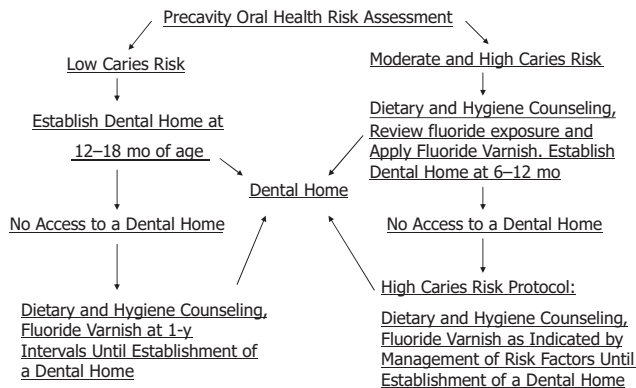 Precavity Oral Health Risk Assessment
Low Caries Risk
Establish Dental Home at
12–18 mo of age
No Access to a Dental Home
Dietary and Hygiene Counseling,
Fluoride Varnish at 1-y
Intervals Until Establishment of
a Dental Home
Dental Home
Moderate and High Caries Risk
Dietary and Hygiene Counseling,
Review fluoride exposure and
Apply Fluoride Varnish. Establish
Dental Home at 6–12 mo
No Access to a Dental Home
High Caries Risk Protocol:
Dietary and Hygiene Counseling,
Fluoride Varnish as Indicated by
Management of Risk Factors Until
Establishment of a Dental Home